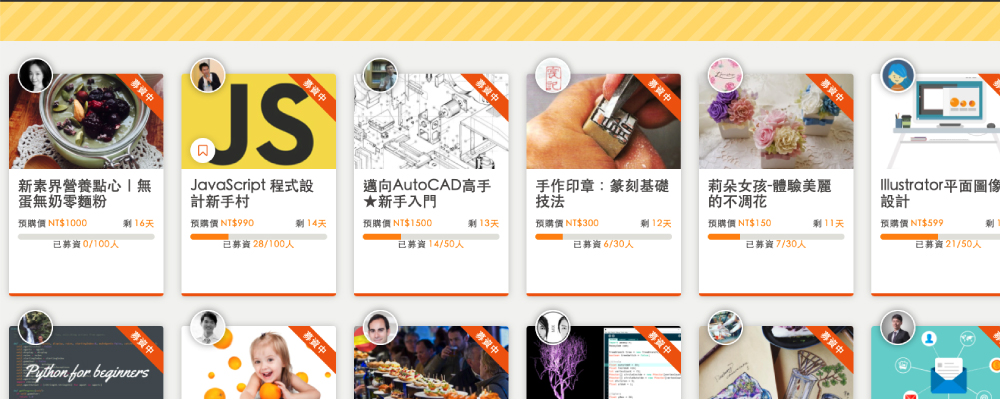 募資中
新素界營養點心｜無
蛋無奶零麵粉
預購價 NT$1000 剩 16天
已募資 0/100人
募資中
JS
JavaScript 程式設
計新手村
預購價 NT$990 剩 14天
已募資 28/100人
募資中
邁向AutoCAD高手
★新手入門
預購價 NT$1500 剩 13天
已募資 14/50人
募資中
手作印章：篆刻基礎
技法
預購價 NT$300 剩 12天
已募資 6/30人
募資中
莉朵女孩-體驗美麗
的不凋花
預購價 NT$150 剩 11天
已募資 7/30人
Illustrator平面圖像
設計
預購價 NT$599 剩
已募資 21/50人
募資中
Python for beginners
募資中
募資中
募資中
募資中